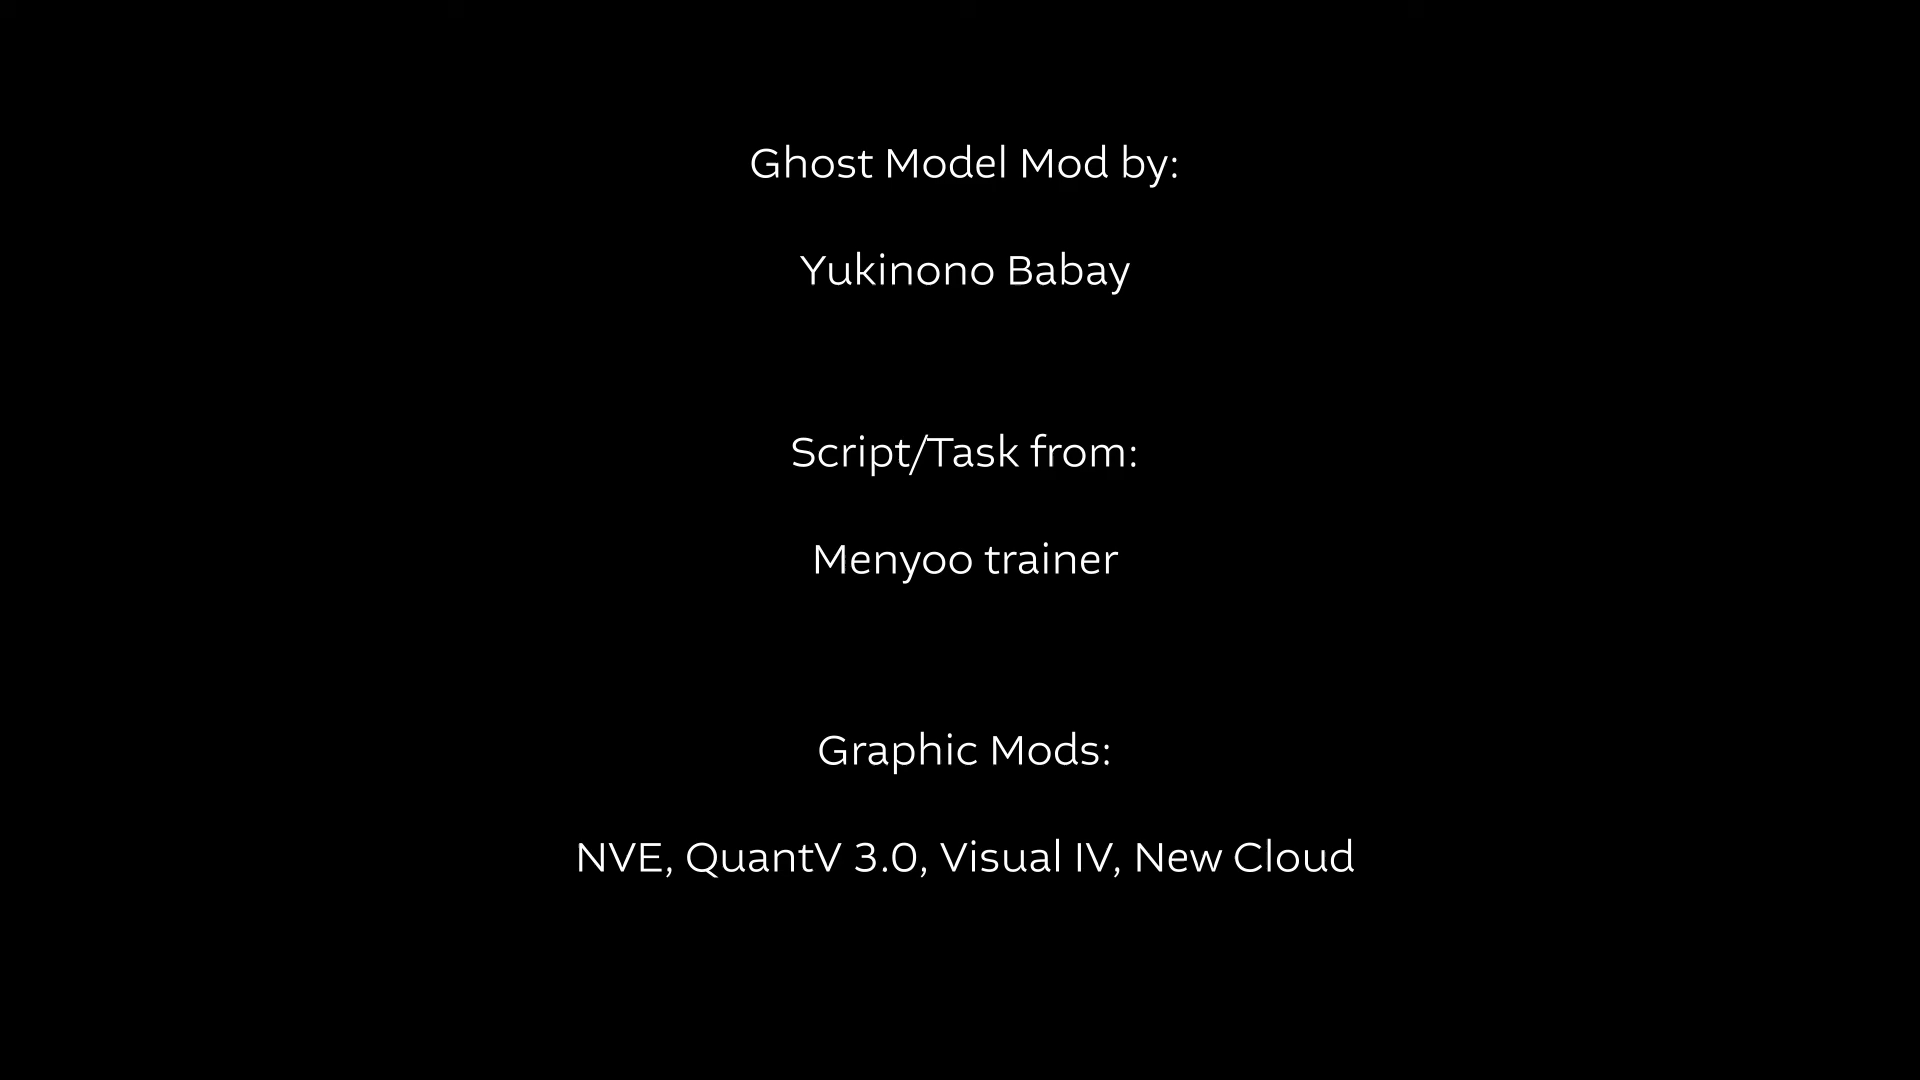 Ghost Model Mod by:
Yukinono Babay
Script/Task from:
Menyoo trainer
Graphic Mods:
NVE, QuantV 3.0, Visual IV, New Cloud